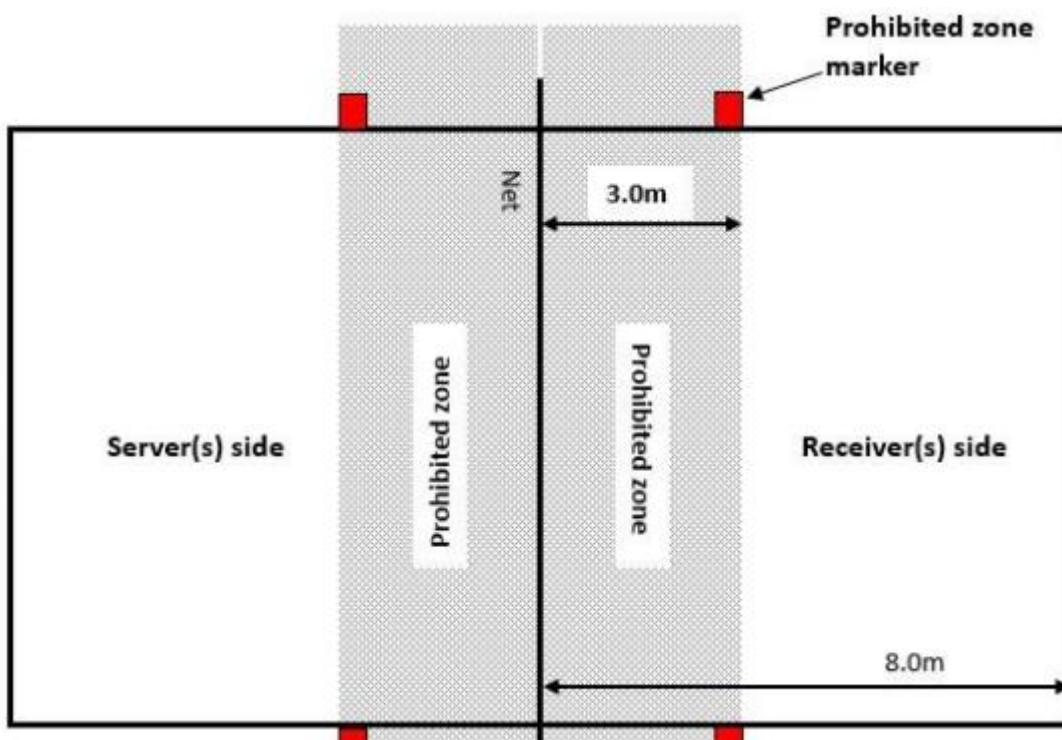 Prohibited zone
marker
Net
3.0m
Prohibited zone
Prohibited zone
Server(s) side
Receiver(s) side
8.0m